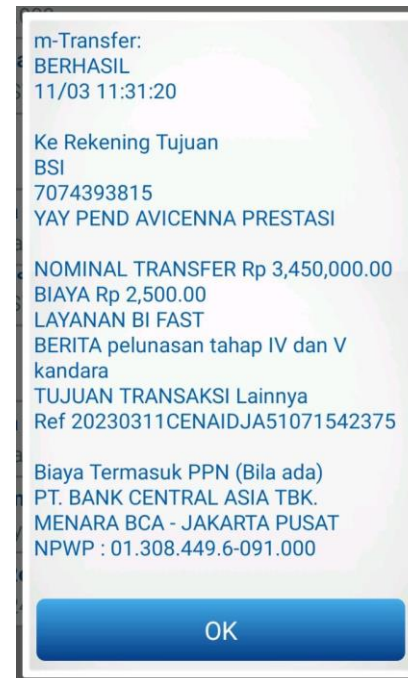 m-Transfer:
BERHASIL
11/03 11:31:20
Ke Rekening Tujuan
BSI
7074393815
YAY PEND AVICENNA PRESTASI
NOMINAL TRANSFER Rp 3,450,000.00
BIAYA Rp 2,500.00
LAYANAN BI FAST
BERITA pelunasan tahap IV dan V
kandara
TUJUAN TRANSAKSI Lainnya
Ref 20230311CENAIDJA51071542375
Biaya Termasuk PPN (Bila ada)
PT. BANK CENTRAL ASIA TBK.
MENARA BCA - JAKARTA PUSAT
NPWP : 01.308.449.6-091.000
OK